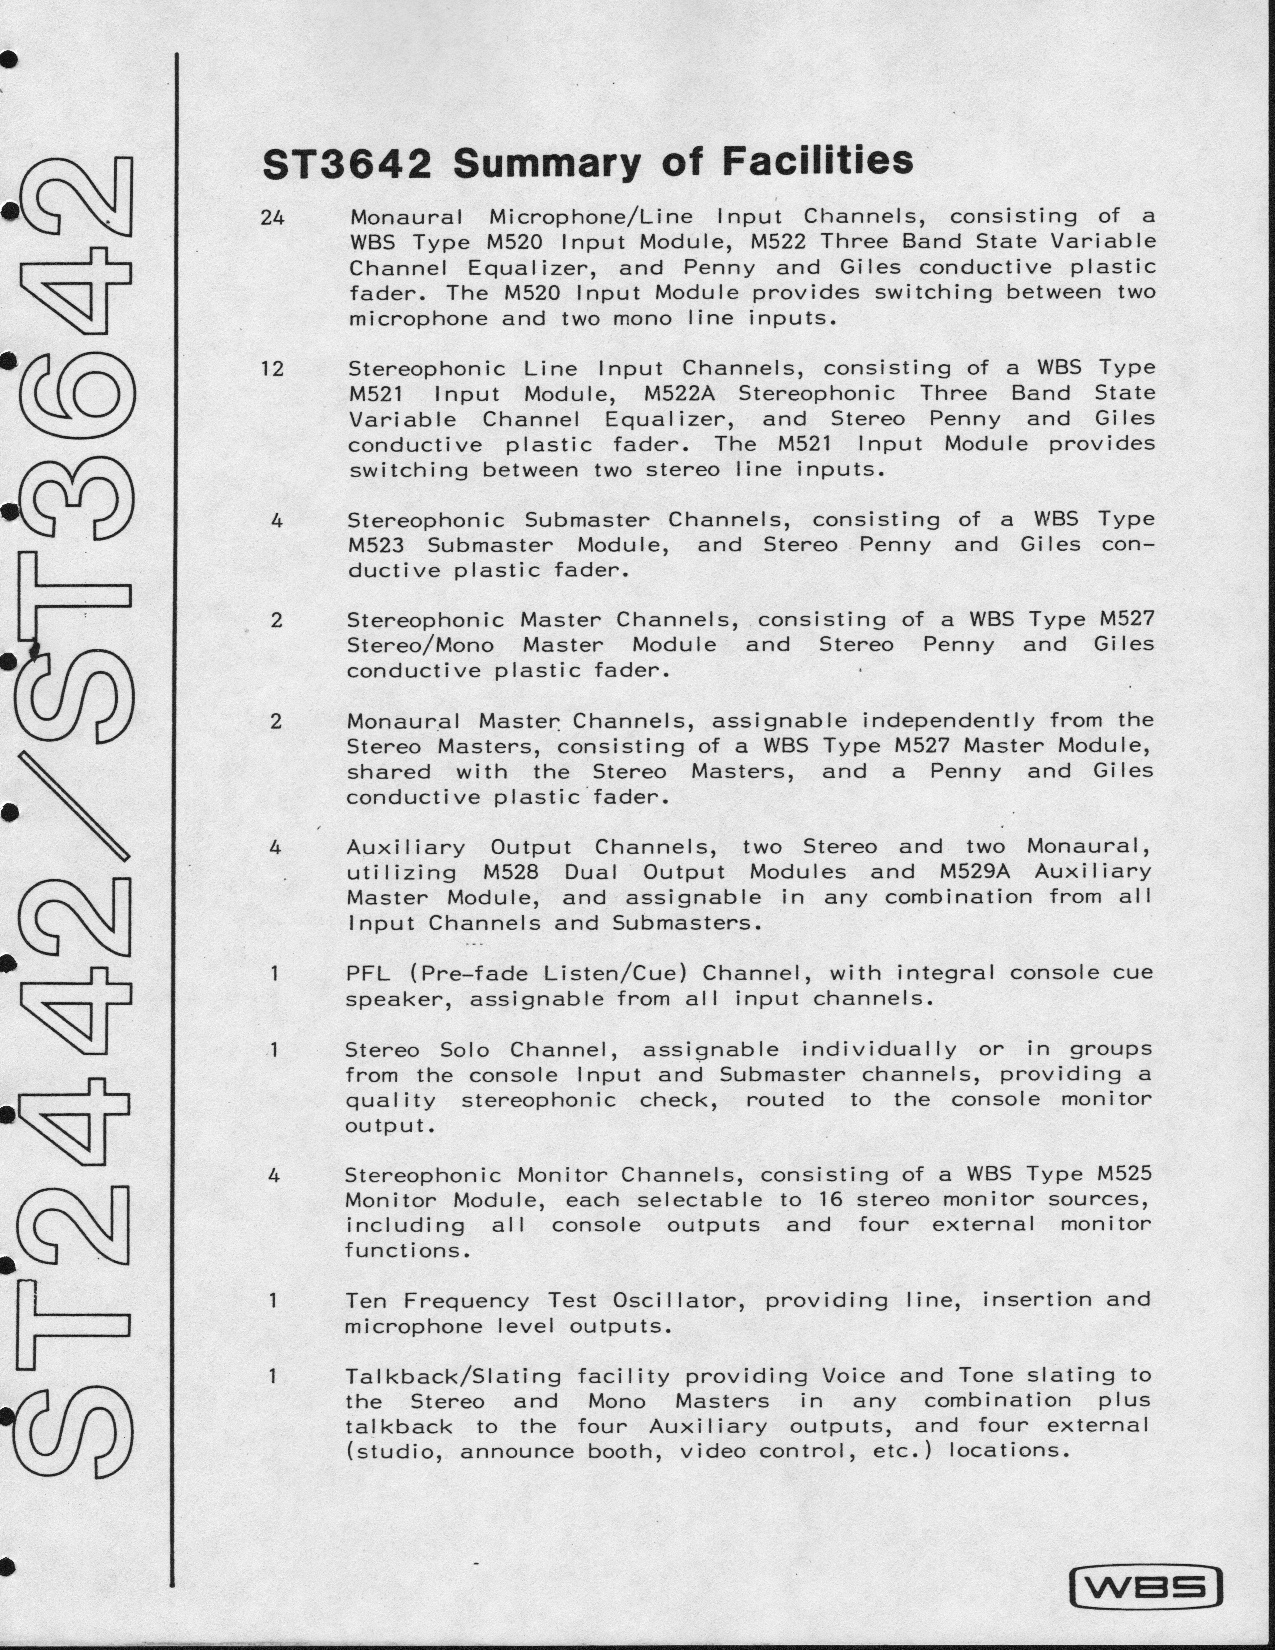 ST2442/ST3642
ST3642 Summary of Facilities
24 Monaural Microphone/Line Input Channels, consisting of a
WBS Type M520 Input Module, M522 Three Band State Variable
Channel Equalizer, and Penny and Giles conductive plastic
fader. The M520 Input Module provides switching between two
microphone and two mono line inputs.
12 Stereophonic Line Input Channels, consisting of a WBS Type
M521 Input Module, M522A Stereophonic Three Band State
Variable Channel Equalizer, and Stereo Penny and Giles
conductive plastic fader. The M521 Input Module provides
switching between two stereo line inputs.
4 Stereophonic Submaster Channels, consisting of a WBS Type
M523 Submaster Module, and Stereo Penny and Giles con-
ductive plastic fader.
2 Stereophonic Master Channels, consisting of a WBS Type M527
Stereo/Mono Master Module and Stereo Penny and Giles
conductive plastic fader.
2 Monaural Master Channels, assignable independently from the
Stereo Masters, consisting of a WBS Type M527 Master Module,
shared with the Stereo Masters, and a Penny and Giles
conductive plastic fader.
4 Auxiliary Output Channels, two Stereo and two Monaural,
utilizing M528 Dual Output Modules and M529A Auxiliary
Master Module, and assignable in any combination from all
Input Channels and Submasters.
1 PFL (Pre-fade Listen/Cue) Channel, with integral console cue
speaker, assignable from all input channels.
1 Stereo Solo Channel, assignable individually or in groups
from the console Input and Submaster channels, providing a
quality stereophonic check, routed to the console monitor
output.
4 Stereophonic Monitor Channels, consisting of a WBS Type M525
Monitor Module, each selectable to 16 stereo monitor sources,
including all console outputs and four external monitor
functions.
1 Ten Frequency Test Oscillator, providing line, insertion and
microphone level outputs.
1 Talkback/Slating facility providing Voice and Tone slating to
the Stereo and Mono Masters in any combination plus
talkback to the four Auxiliary outputs, and four external
(studio, announce booth, video control, etc.) locations.
WBS